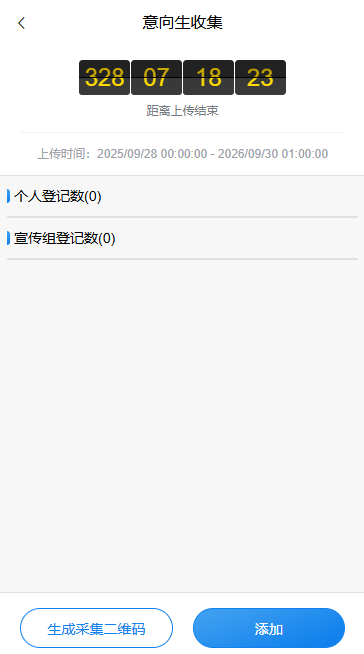 意向生收集
328 07 18 23
距离上传结束
上传时间：2025/09/28 00:00:00 - 2026/09/30 01:00:00
个人登记数(0)
宣传组登记数(0)
生成采集二维码 添加